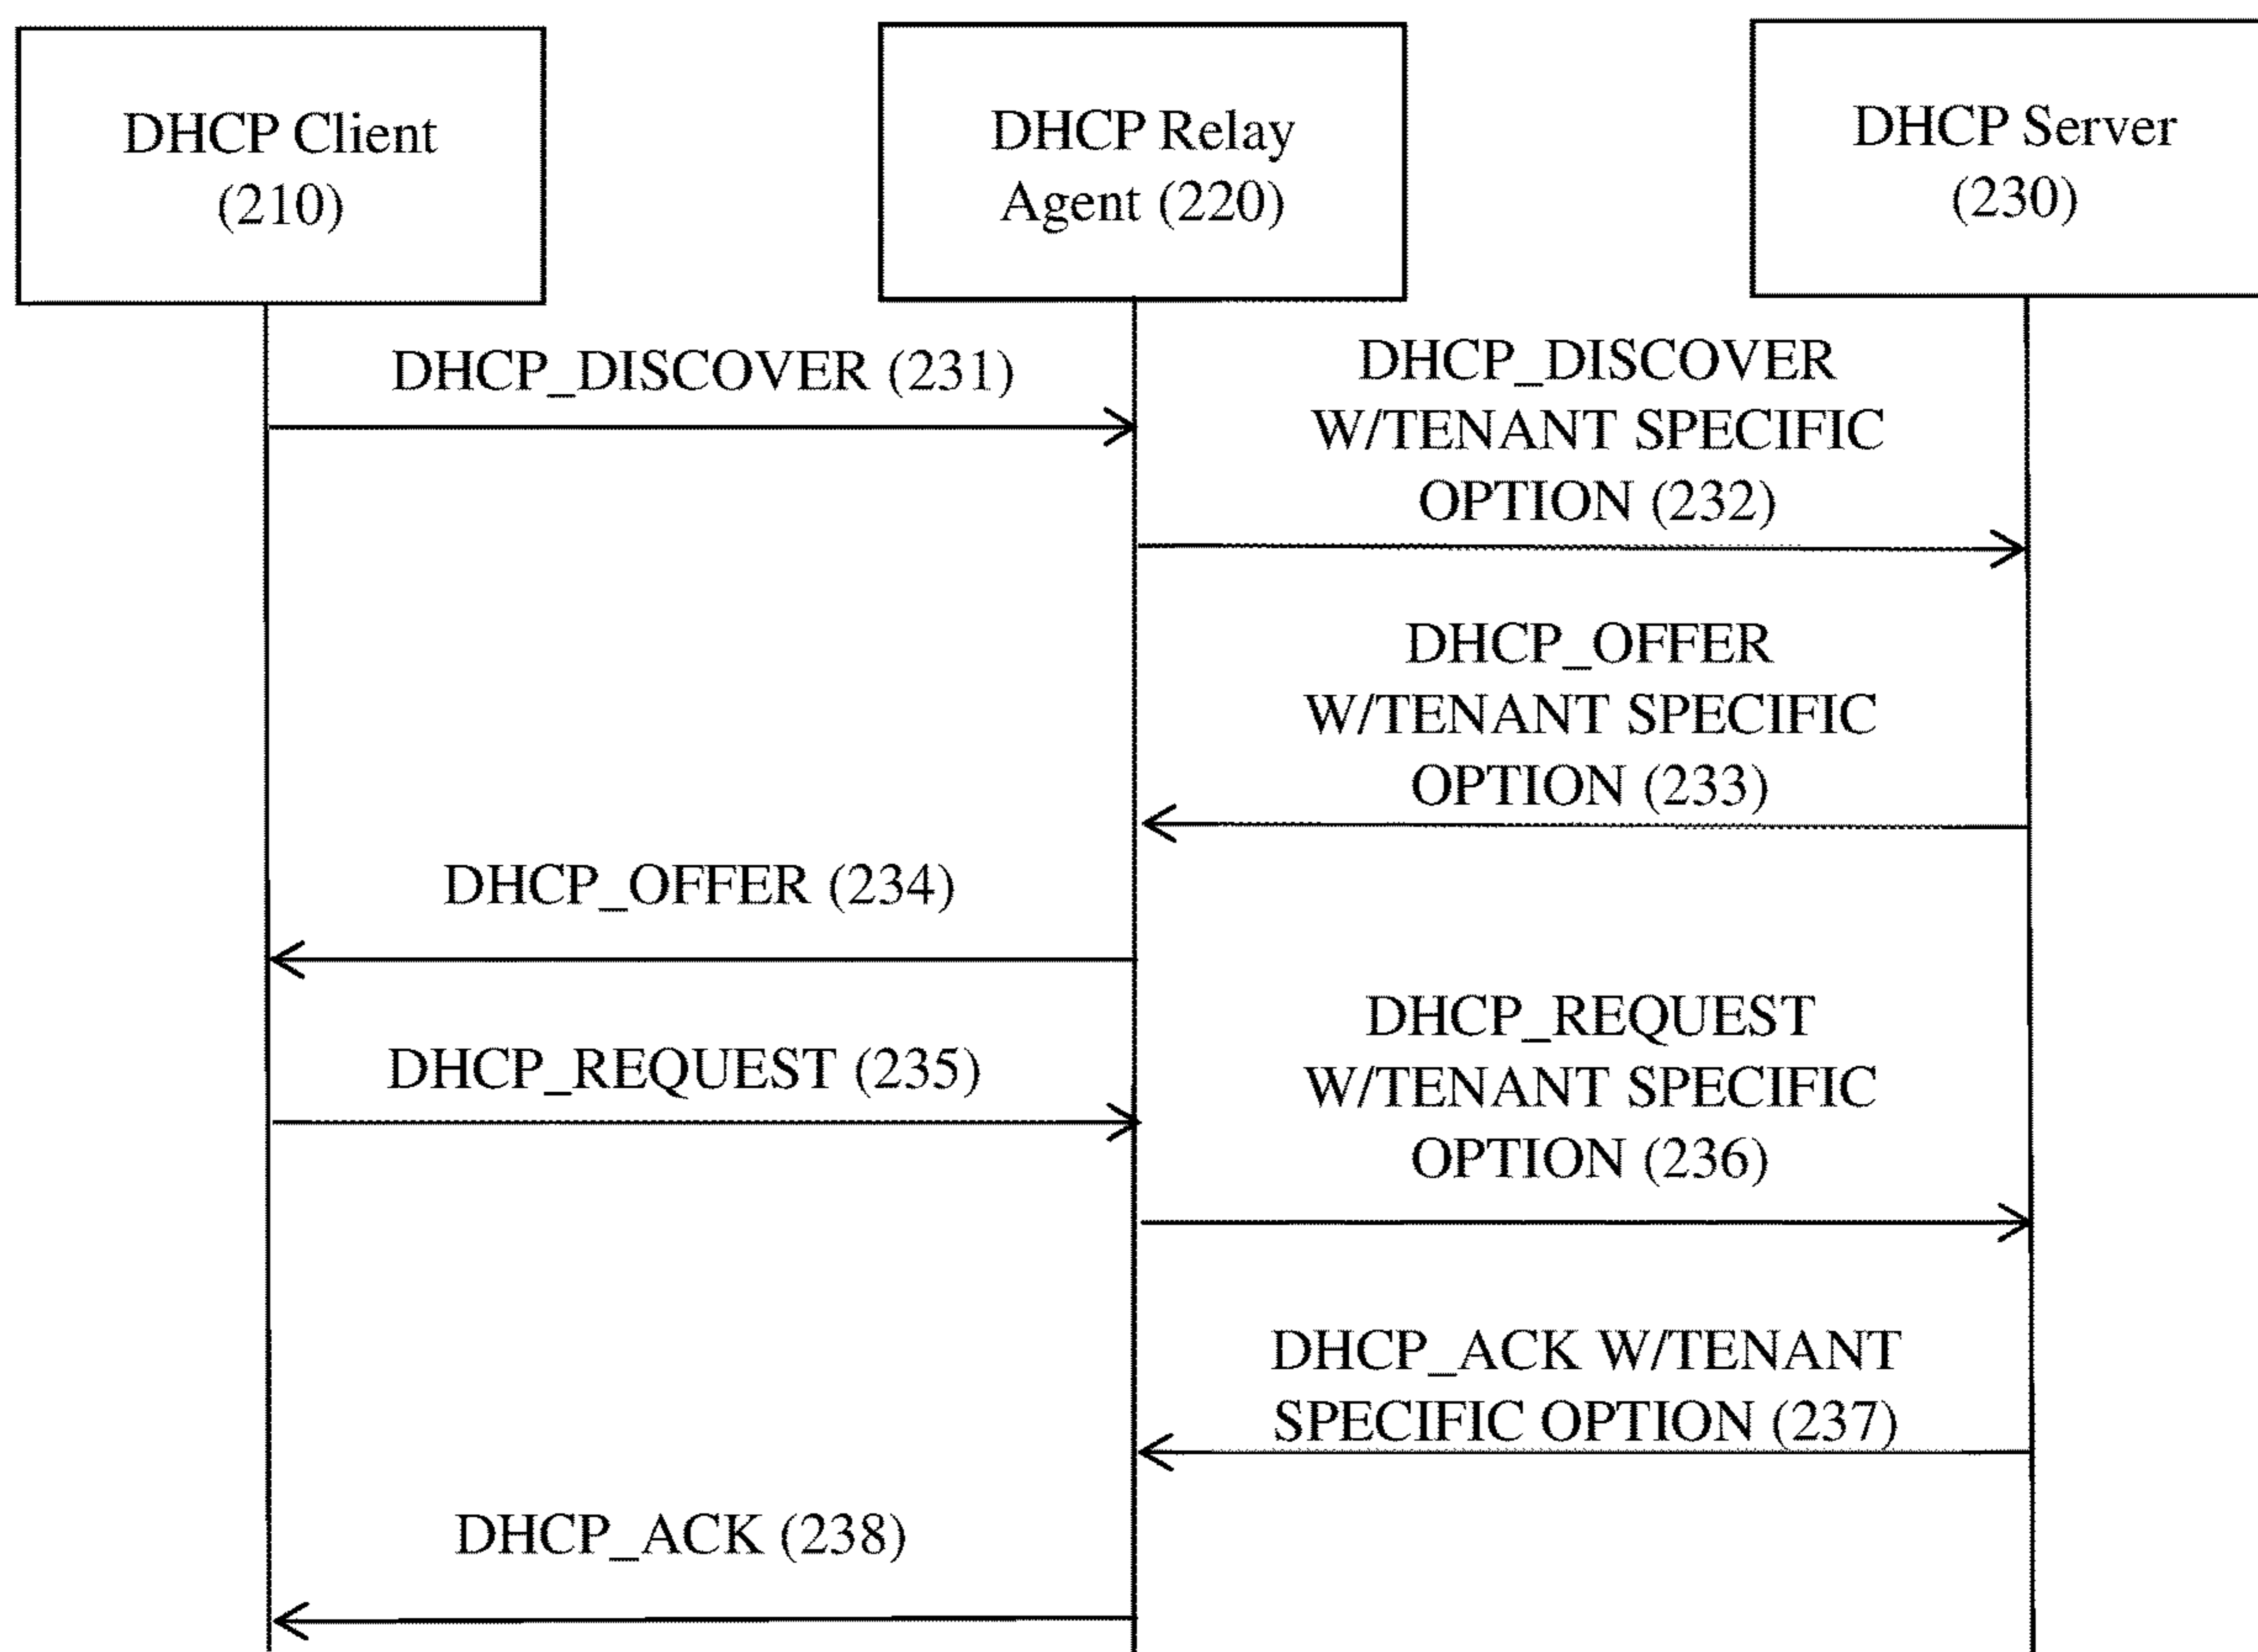 DHCP Client
(210)
DHCP Relay
Agent (220)
DHCP Server
(230)
DHCP_DISCOVER (231)
DHCP_DISCOVER
W/TENANT SPECIFIC
OPTION (232)
DHCP_OFFER
W/TENANT SPECIFIC
OPTION (233)
DHCP_OFFER (234)
DHCP_REQUEST (235)
DHCP_REQUEST
W/TENANT SPECIFIC
OPTION (236)
DHCP_ACK W/TENANT
SPECIFIC OPTION (237)
DHCP_ACK (238)